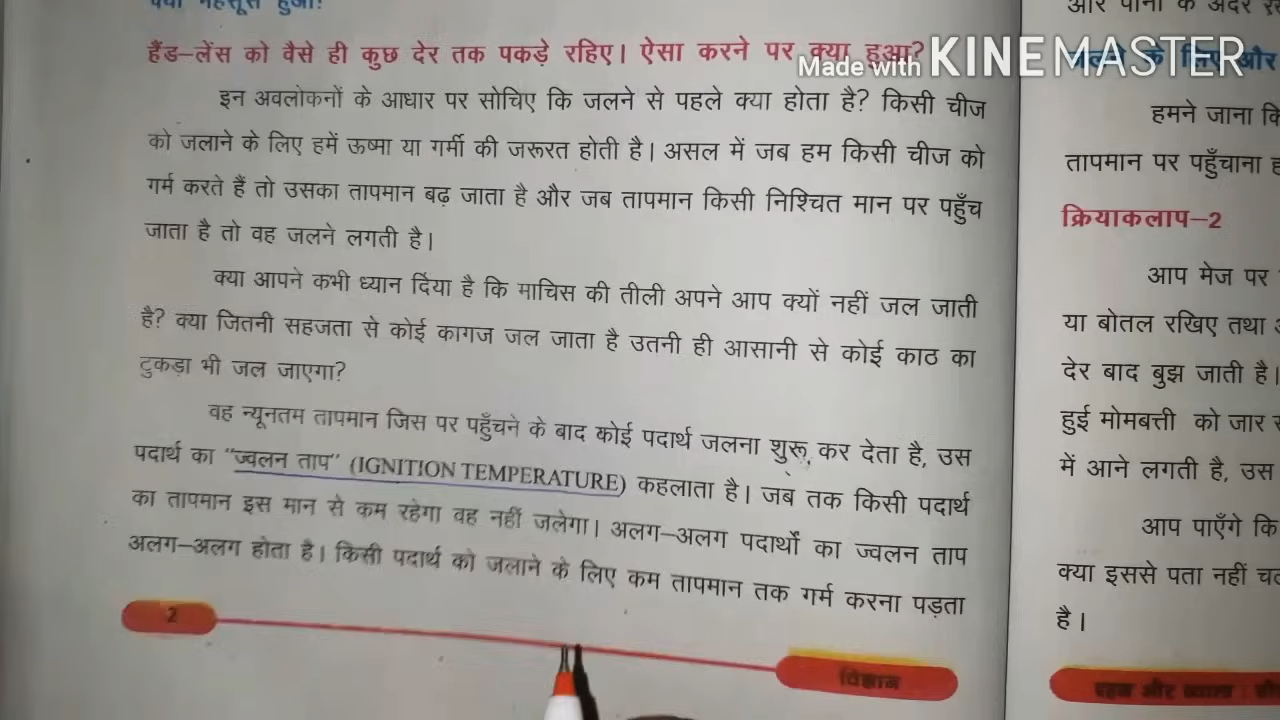 हैंड–लेंस को वैसे ही कुछ देर तक पकड़े रहिए। ऐसा करने पर क्या हुआ?
Made with KINEMASTER
इन अवलोकनों के आधार पर सोचिए कि जलने से पहले क्या होता है? किसी चीज
को जलाने के लिए हमें ऊष्मा या गर्मी की जरूरत होती है। असल में जब हम किसी चीज को
गर्म करते हैं तो उसका तापमान बढ़ जाता है और जब तापमान किसी निश्चित मान पर पहुँच
जाता है तो वह जलने लगती है।
क्या आपने कभी ध्यान दिया है कि माचिस की तीली अपने आप क्यों नहीं जल जाती
है? क्या जितनी सहजता से कोई कागज जल जाता है उतनी ही आसानी से कोई काठ का
टुकड़ा भी जल जाएगा?
वह न्यूनतम तापमान जिस पर पहुँचने के बाद कोई पदार्थ जलना शुरू कर देता है, उस
पदार्थ का "ज्वलन ताप" (IGNITION TEMPERATURE) कहलाता है। जब तक किसी पदार्थ
का तापमान इस मान से कम रहेगा वह नहीं जलेगा। अलग–अलग पदार्थों का ज्वलन ताप
अलग–अलग होता है। किसी पदार्थ को जलाने के लिए कम तापमान तक गर्म करना पड़ता
2
विज्ञान
और पानी के अंदर
के लिए और
हमने जाना कि
तापमान पर पहुँचाना
क्रियाकलाप–2
आप मेज पर
या बोतल रखिए तथा
देर बाद बुझ जाती है।
हुई मोमबत्ती को जार
में आने लगती है, उस
आप पाएँगे कि
क्या इससे पता नहीं
है।
दहन और ज्वाला